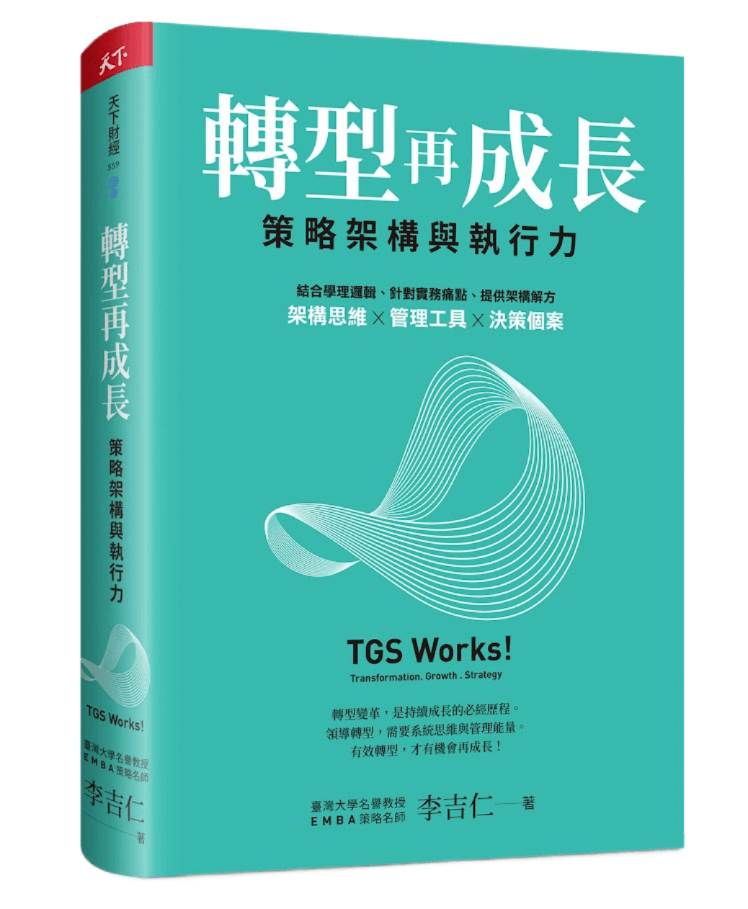 天下
天下財經
559
轉型再成長
策略架構與執行力
TGS Works!
臺灣大學名譽教授
EMBA策略名師
李吉仁
著
轉型再成長
策略架構與執行力
結合學理邏輯、針對實務痛點、提供架構解方
架構思維×管理工具×決策個案
TGS Works!
Transformation. Growth . Strategy
轉型變革，是持續成長的必經歷程。
領導轉型，需要系統思維與管理能量。
有效轉型，才有機會再成長！
臺灣大學名譽教授
EMBA策略名師
李吉仁——著